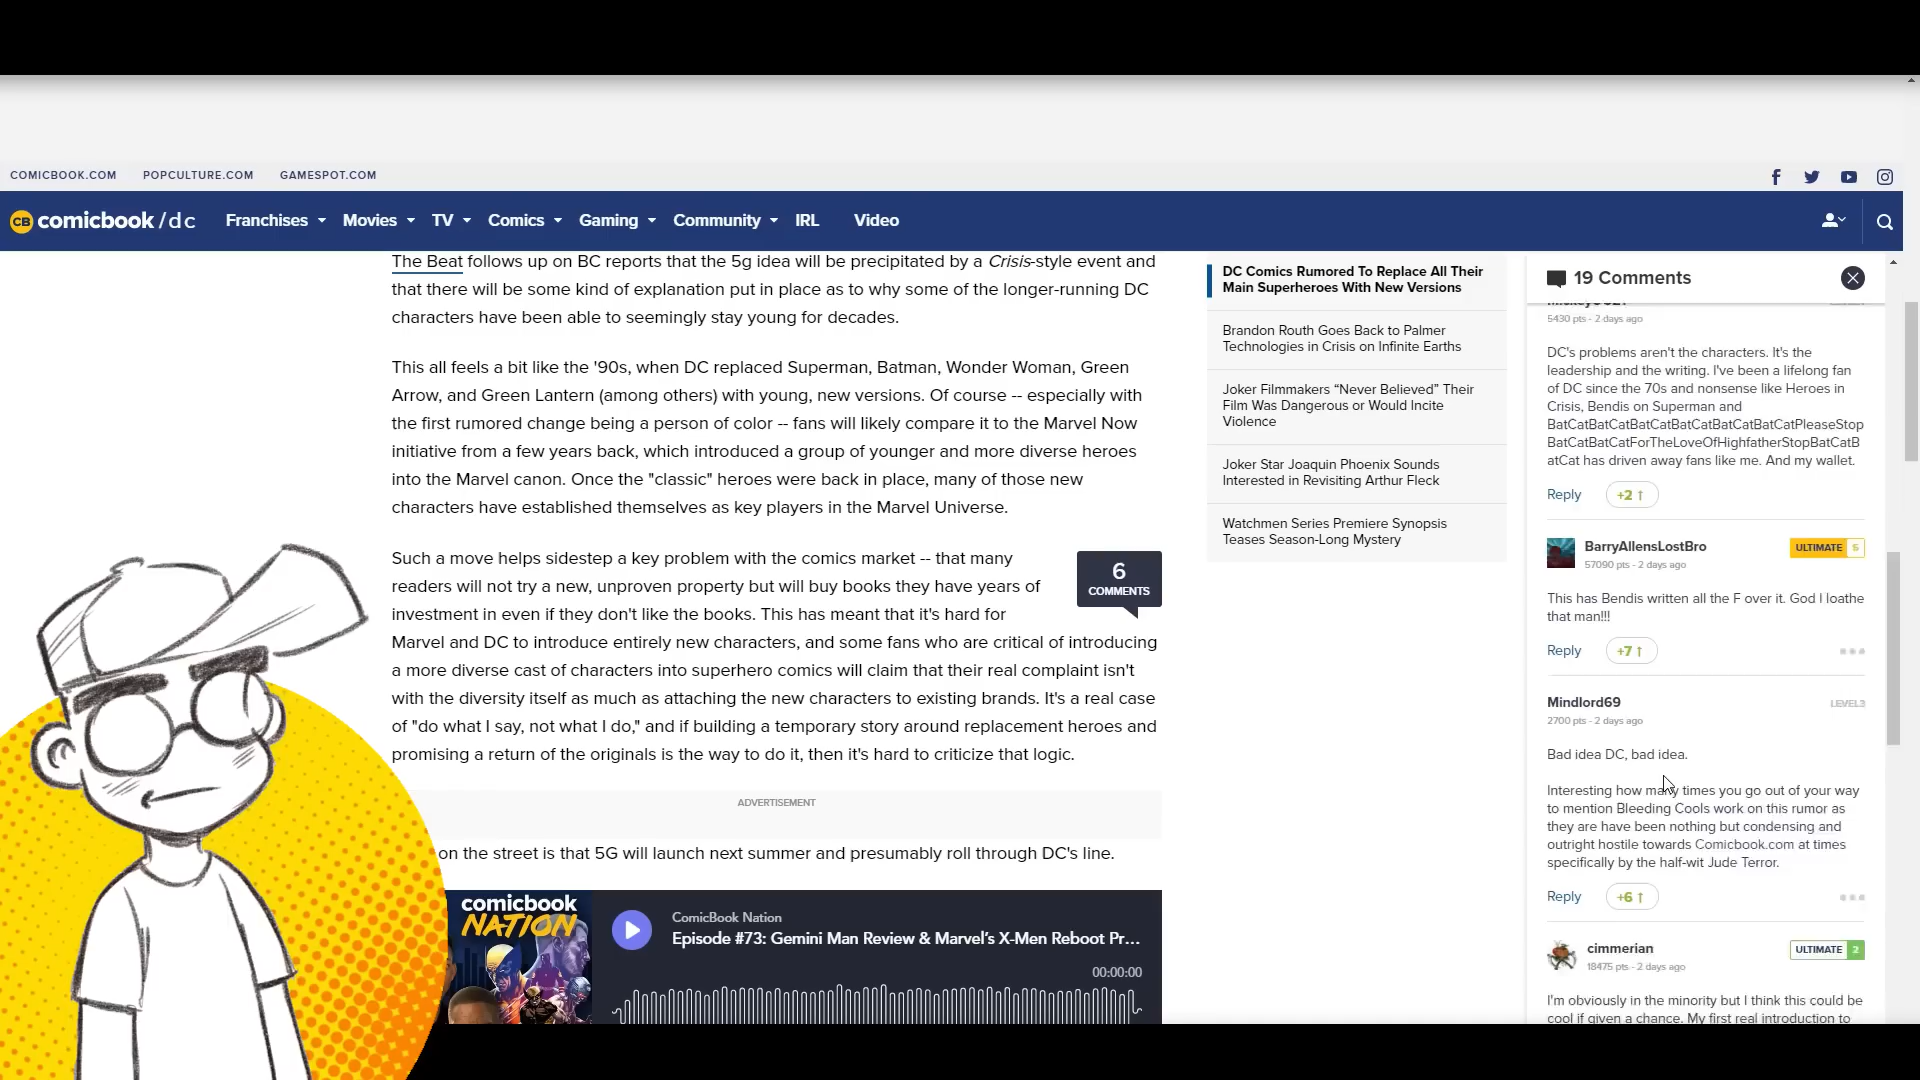 COMICBOOK.COM POPCULTURE.COM GAMESPOT.COM
CB comicbook/dc Franchises Movies TV Comics Gaming Community IRL Video
The Beat follows up on BC reports that the 5g idea will be precipitated by a Crisis-style event and
that there will be some kind of explanation put in place as to why some of the longer-running DC
characters have been able to seemingly stay young for decades.
This all feels a bit like the '90s, when DC replaced Superman, Batman, Wonder Woman, Green
Arrow, and Green Lantern (among others) with young, new versions. Of course -- especially with
the first rumored change being a person of color -- fans will likely compare it to the Marvel Now
initiative from a few years back, which introduced a group of younger and more diverse heroes
into the Marvel canon. Once the "classic" heroes were back in place, many of those new
characters have established themselves as key players in the Marvel Universe.
Such a move helps sidestep a key problem with the comics market -- that many
readers will not try a new, unproven property but will buy books they have years of
investment in even if they don't like the books. This has meant that it's hard for
Marvel and DC to introduce entirely new characters, and some fans who are critical of introducing
a more diverse cast of characters into superhero comics will claim that their real complaint isn't
with the diversity itself as much as attaching the new characters to existing brands. It's a real case
of "do what I say, not what I do," and if building a temporary story around replacement heroes and
promising a return of the originals is the way to do it, then it's hard to criticize that logic.
6
COMMENTS
ADVERTISEMENT
on the street is that 5G will launch next summer and presumably roll through DC's line.
comicbook
NATION
ComicBook Nation
Episode #73: Gemini Man Review & Marvel's X-Men Reboot Pr...
00:00:00
DC Comics Rumored To Replace All Their
Main Superheroes With New Versions
Brandon Routh Goes Back to Palmer
Technologies in Crisis on Infinite Earths
Joker Filmmakers “Never Believed” Their
Film Was Dangerous or Would Incite
Violence
Joker Star Joaquin Phoenix Sounds
Interested in Revisiting Arthur Fleck
Watchmen Series Premiere Synopsis
Teases Season-Long Mystery
19 Comments
5430 pts - 2 days ago
DC's problems aren't the characters. It's the
leadership and the writing. I've been a lifelong fan
of DC since the 70s and nonsense like Heroes in
Crisis, Bendis on Superman and
BatCatBatCatBatCatBatCatBatCatBatCatPleaseStop
BatCatBatCatForTheLoveOfHighfatherStopBatCatB
atCat has driven away fans like me. And my wallet.
Reply +2 ↑
BarryAllensLostBro ULTIMATE 5
57090 pts - 2 days ago
This has Bendis written all the F over it. God I loathe
that man!!!
Reply +7 ↑
Mindlord69 LEVEL3
2700 pts - 2 days ago
Bad idea DC, bad idea.
Interesting how many times you go out of your way
to mention Bleeding Cools work on this rumor as
they are have been nothing but condensing and
outright hostile towards Comicbook.com at times
specifically by the half-wit Jude Terror.
Reply +6 ↑
cimmerian ULTIMATE 2
18475 pts - 2 days ago
I'm obviously in the minority but I think this could be
cool if given a chance. My first real introduction to